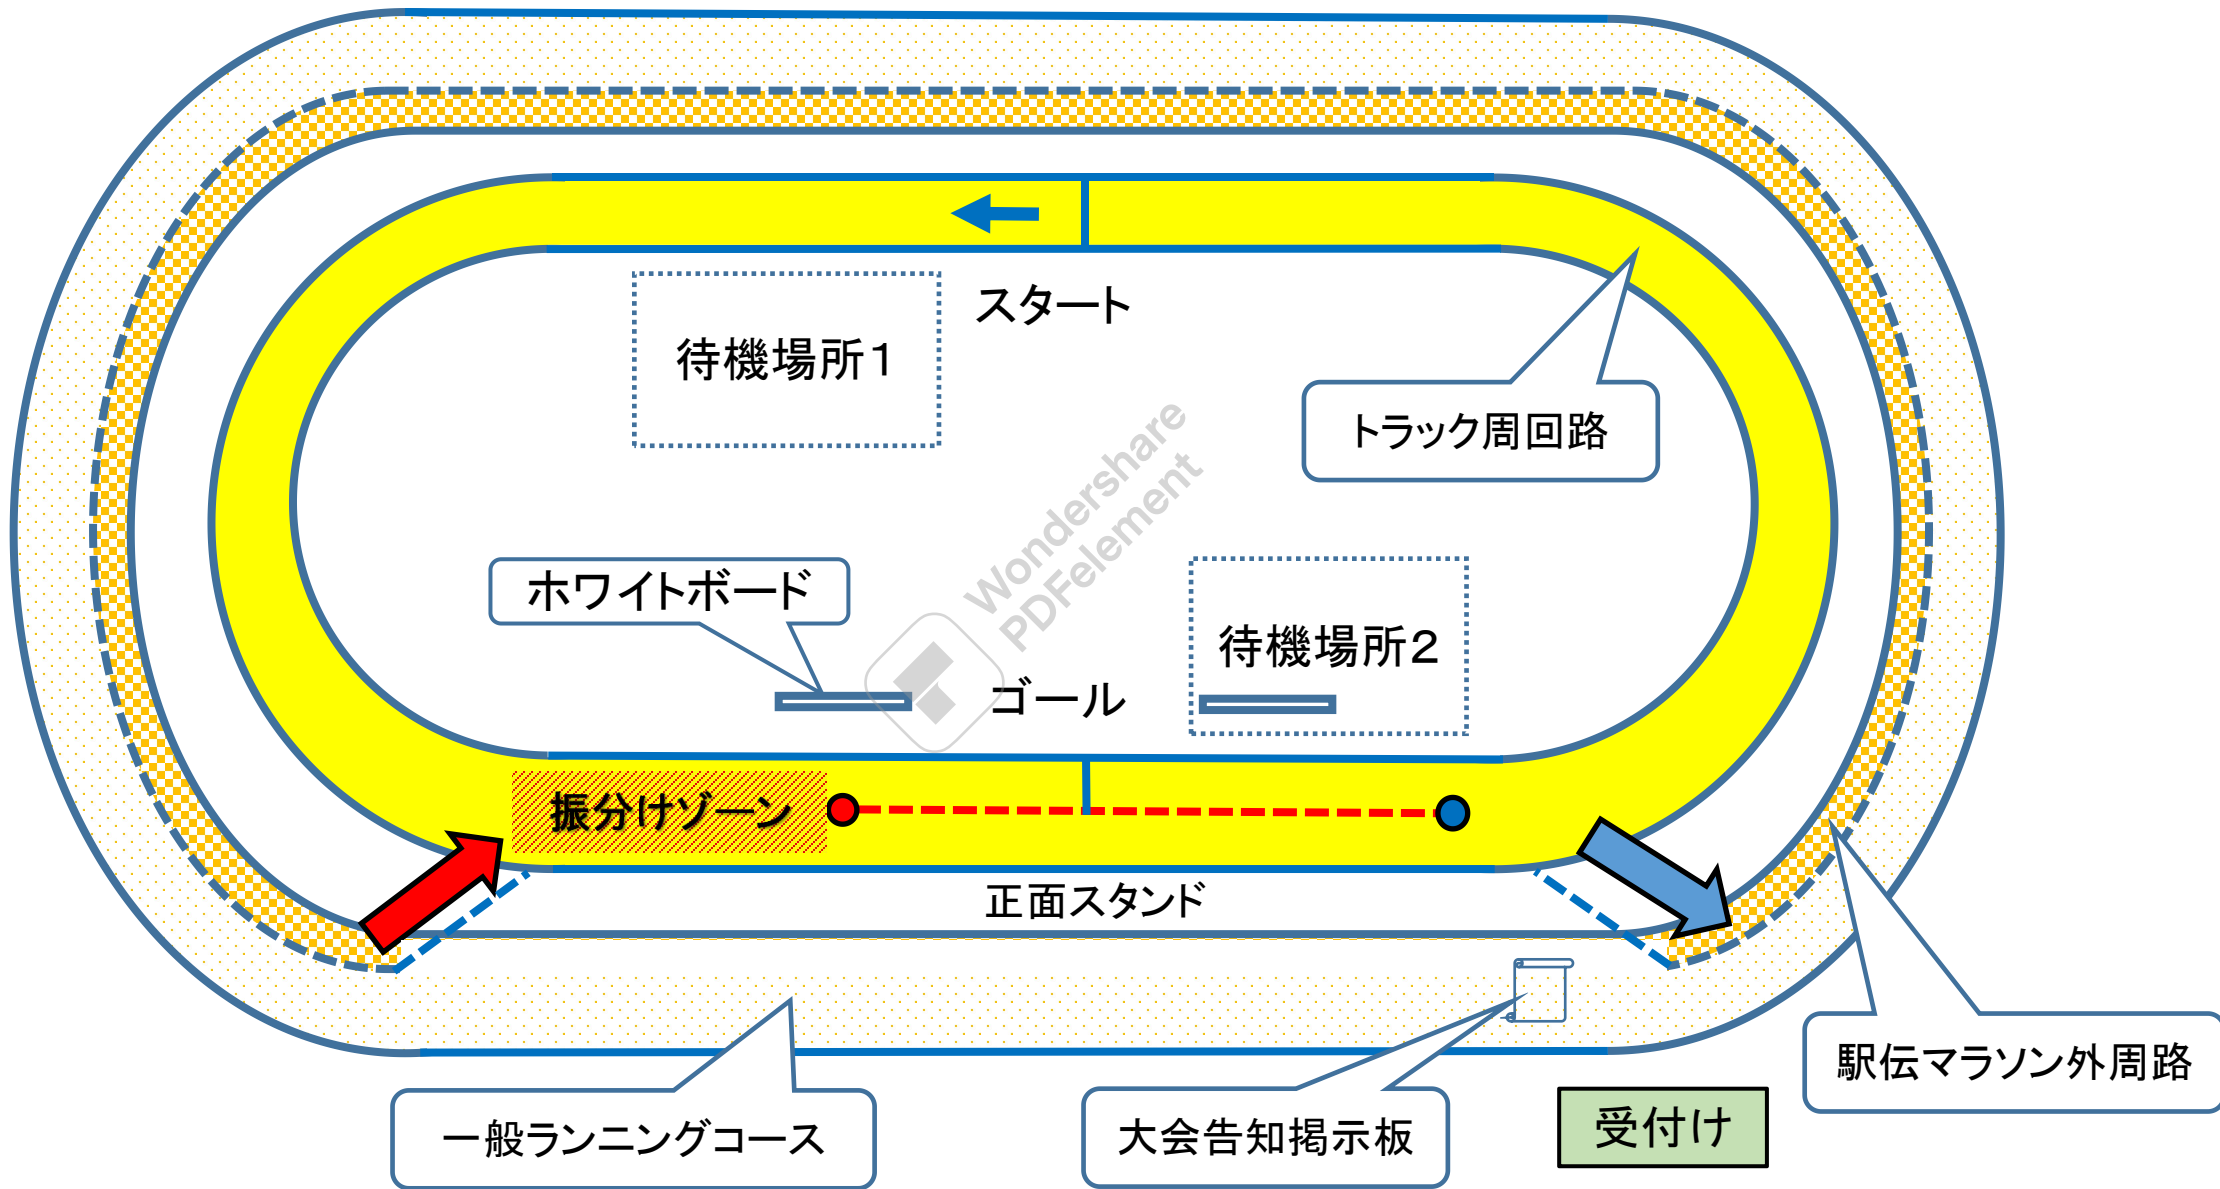 スタート
待機場所１
トラック周回路
Wondershare
PDFelement
ホワイトボード
待機場所２
ゴール
振分けゾーン
正面スタンド
駅伝マラソン外周路
一般ランニングコース
大会告知掲示板
受付け